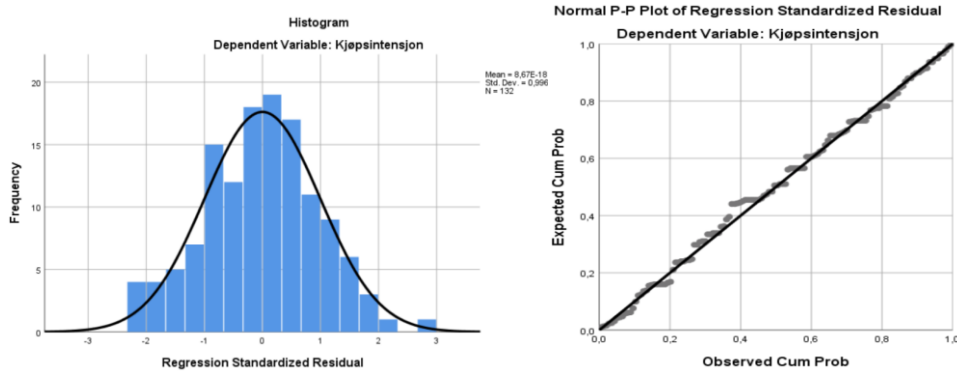 Histogram
Dependent Variable: Kjøpsintensjon
Mean = 8,67E-18
Std. Dev. = 0,996
N = 132
Frequency
20
15
10
5
0
-3 -2 -1 0 1 2 3
Regression Standardized Residual
Normal P-P Plot of Regression Standardized Residual
Dependent Variable: Kjøpsintensjon
Expected Cum Prob
1,0
0,8
0,6
0,4
0,2
0,0
0,0 0,2 0,4 0,6 0,8 1,0
Observed Cum Prob